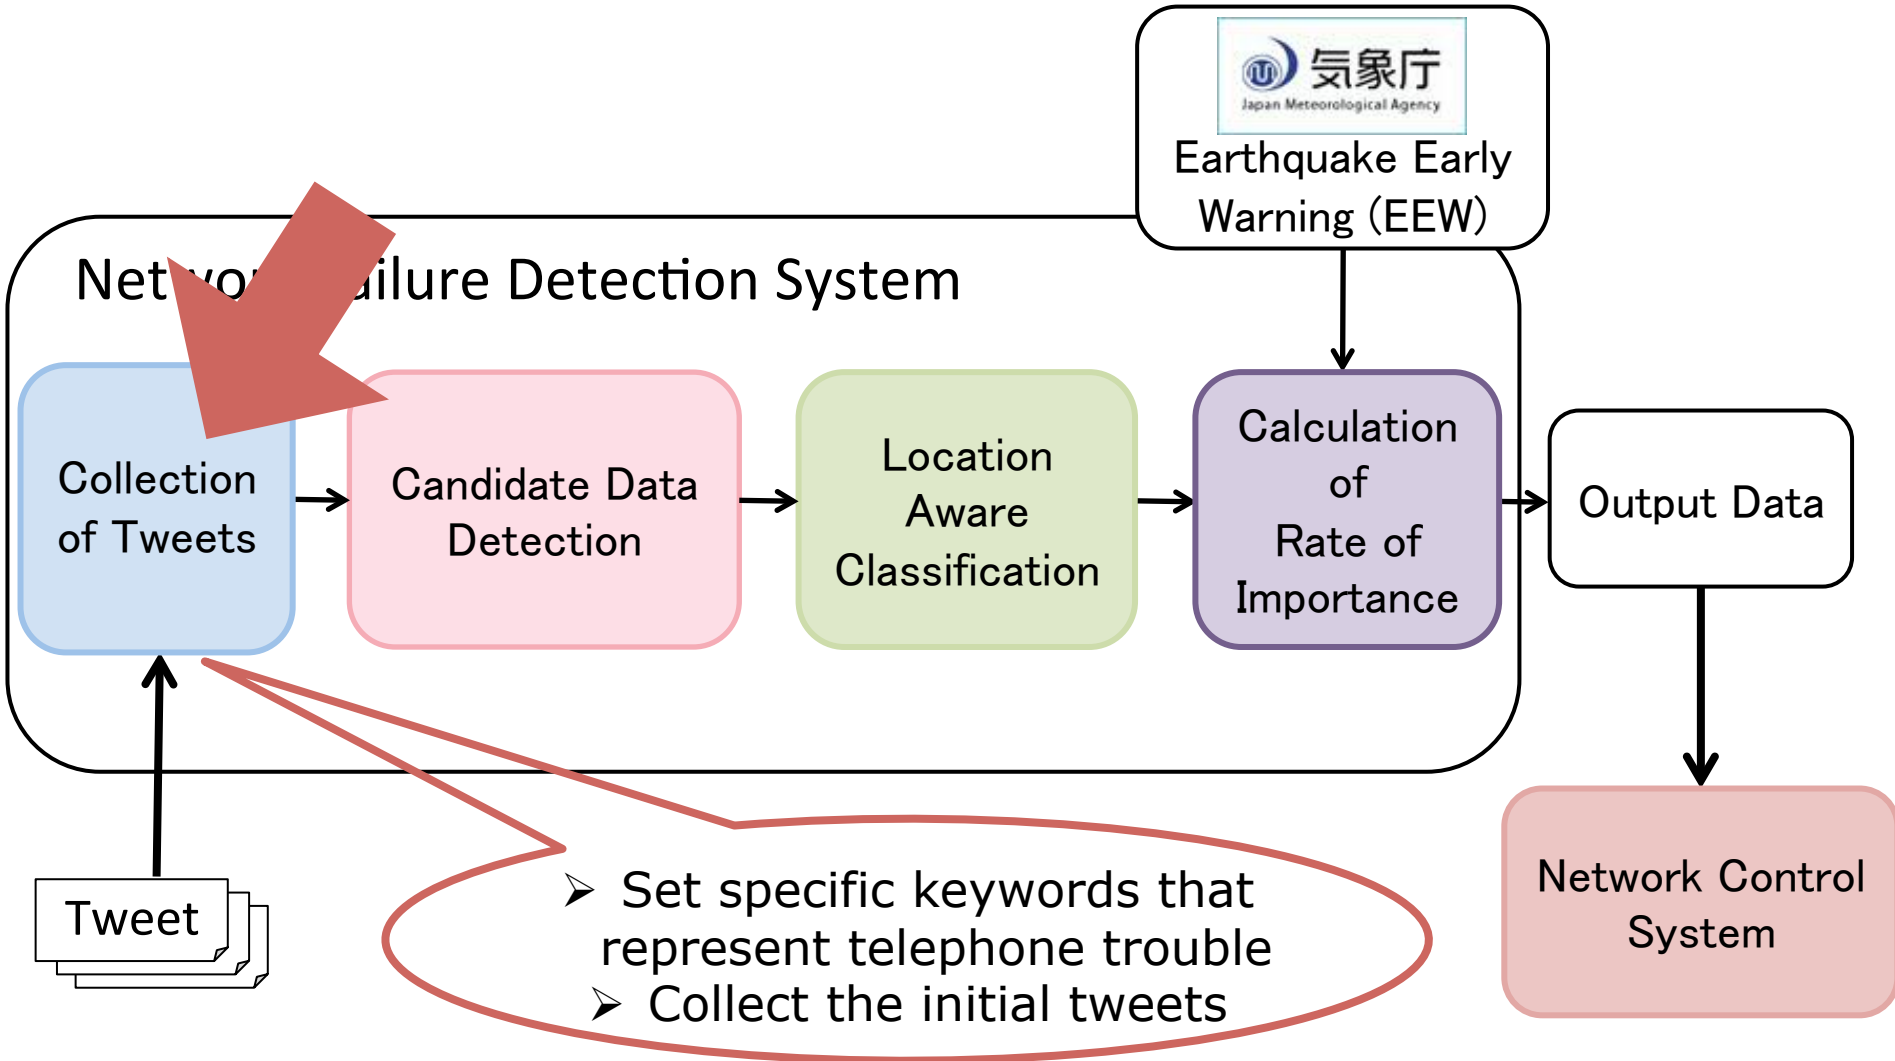 気象庁
Japan Meteorological Agency
Earthquake Early
Warning (EEW)
Network Failure Detection System
Collection
of Tweets
Candidate Data
Detection
Location
Aware
Classification
Calculation
of
Rate of
Importance
Output Data
Tweet
➢ Set specific keywords that
represent telephone trouble
➢ Collect the initial tweets
Network Control
System